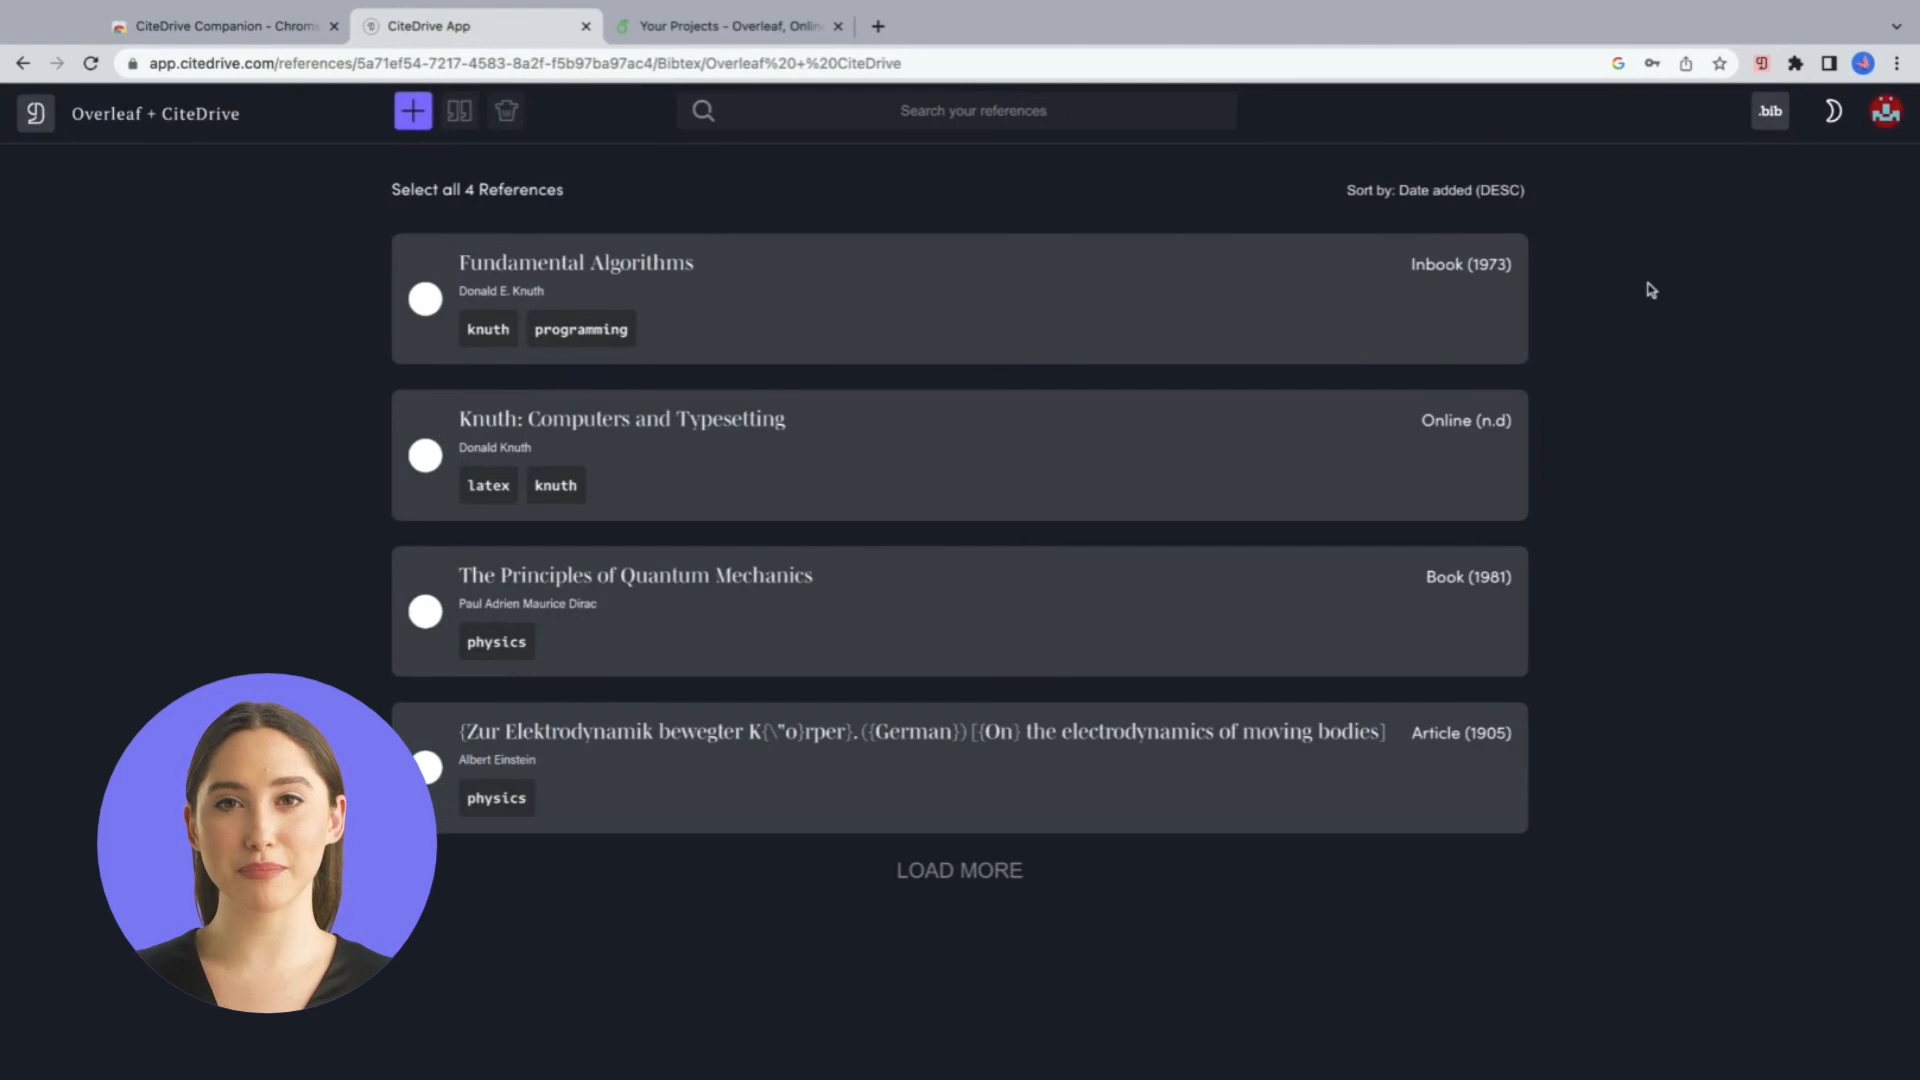 CiteDrive Companion - Chrome
CiteDrive App
Your Projects - Overleaf, Onlin
app.citedrive.com/references/5a71ef54-7217-4583-8a2f-f5b97ba97ac4/Bibtex/Overleaf%20+%20CiteDrive
Overleaf + CiteDrive
Search your references
.bib
Select all 4 References
Sort by: Date added (DESC)
Fundamental Algorithms
Inbook (1973)
Donald E. Knuth
knuth programming
Knuth: Computers and Typesetting
Online (n.d)
Donald Knuth
latex knuth
The Principles of Quantum Mechanics
Book (1981)
Paul Adrien Maurice Dirac
physics
{Zur Elektrodynamik bewegter K{\"o}rper}. ({German}) [{On} the electrodynamics of moving bodies]
Article (1905)
Albert Einstein
physics
LOAD MORE